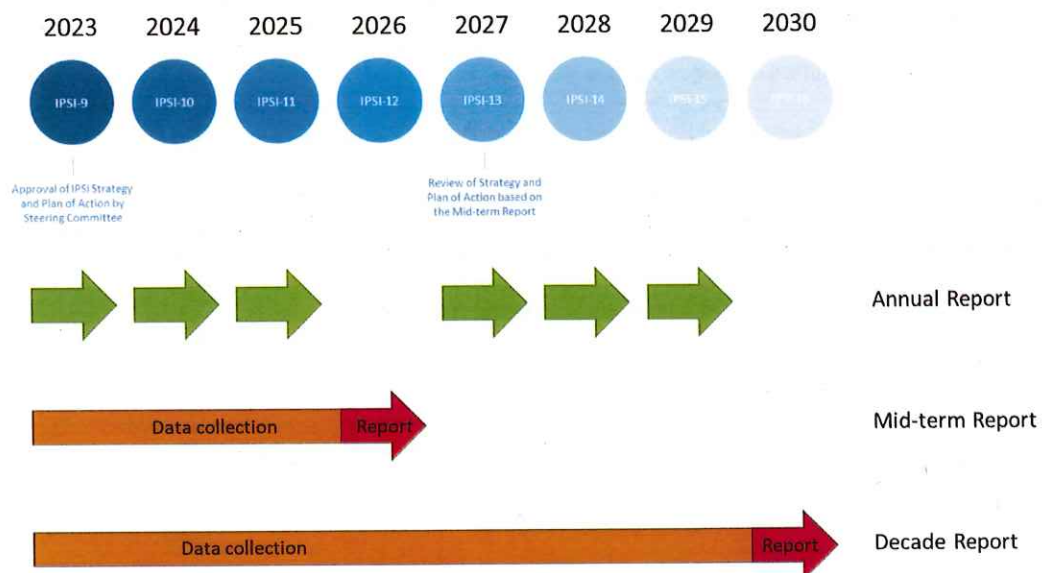 2023 2024 2025 2026 2027 2028 2029 2030
IPSI-9 IPSI-10 IPSI-11 IPSI-12 IPSI-13 IPSI-14 IPSI-15
Approval of IPSI Strategy
and Plan of Action by
Steering Committee
Review of Strategy and
Plan of Action based on
the Mid-term Report
Annual Report
Data collection Report Mid-term Report
Data collection Report Decade Report